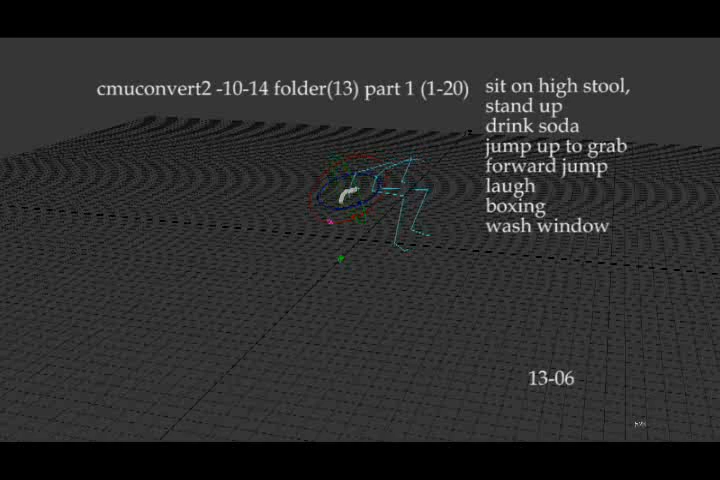 cmuconvert2 -10-14 folder(13) part 1 (1-20)
sit on high stool,
stand up
drink soda
jump up to grab
forward jump
laugh
boxing
wash window
13-06